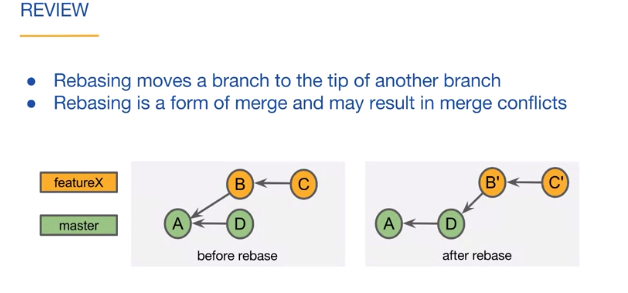 REVIEW
● Rebasing moves a branch to the tip of another branch
● Rebasing is a form of merge and may result in merge conflicts
featureX
master
B
C
A
D
before rebase
B'
C'
A
D
after rebase